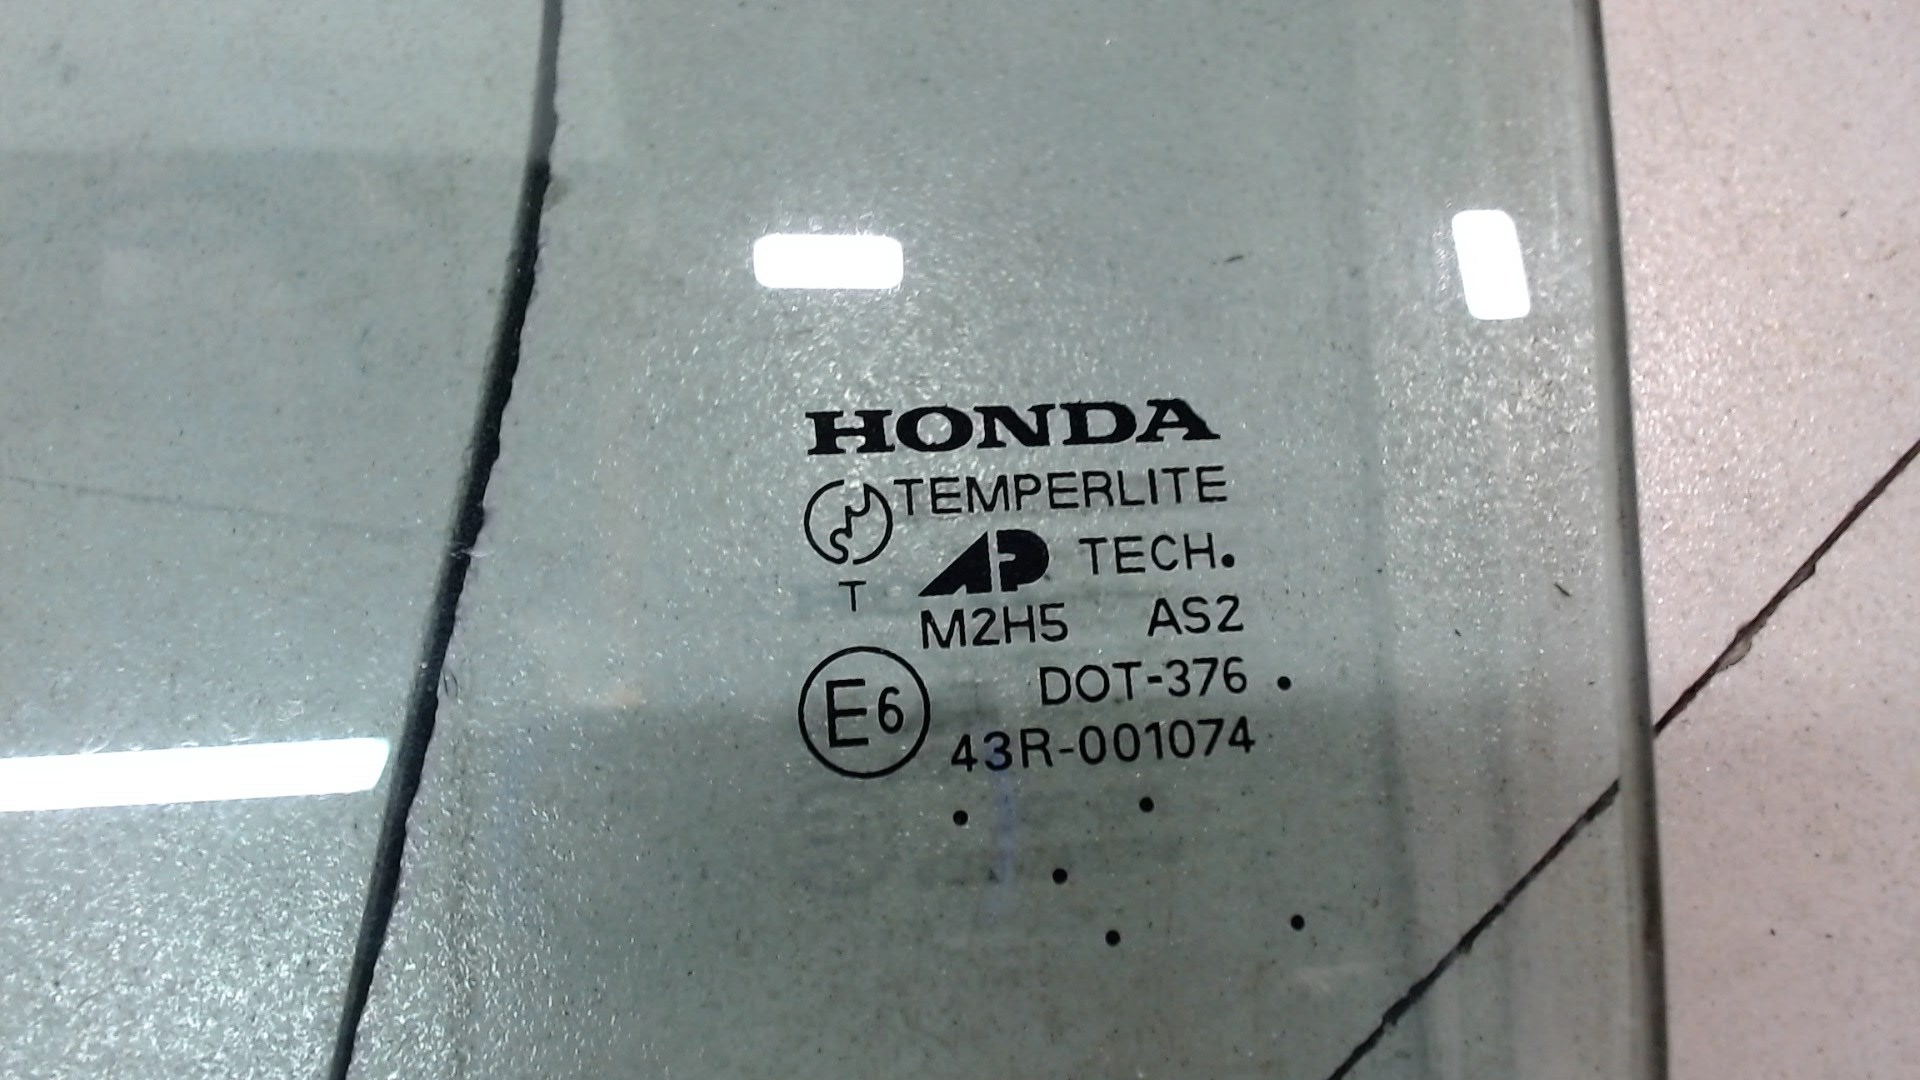 HONDA
TEMPERLITE
T
AP TECH.
M2H5 AS2
DOT-376 .
E6
43R-001074